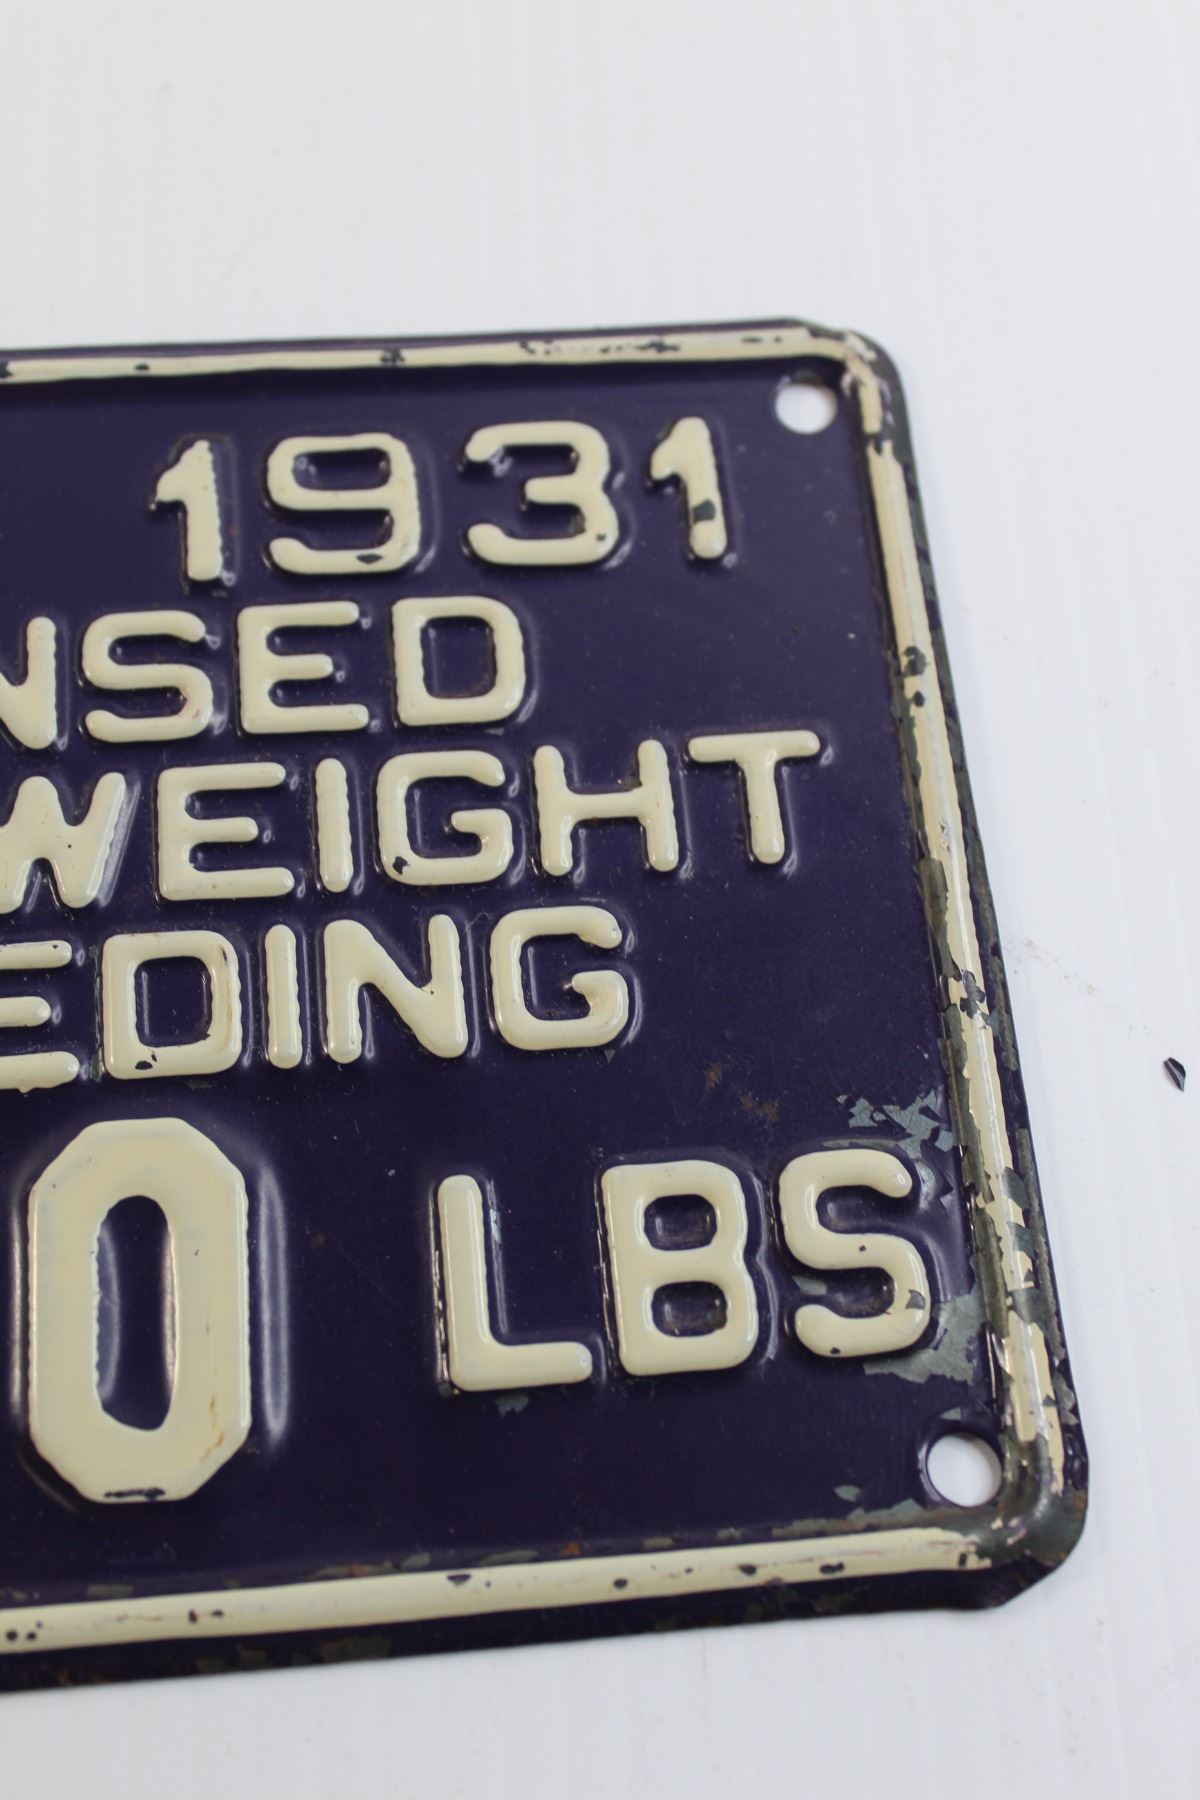 1931
NSED
WEIGHT
EDING
0 LBS